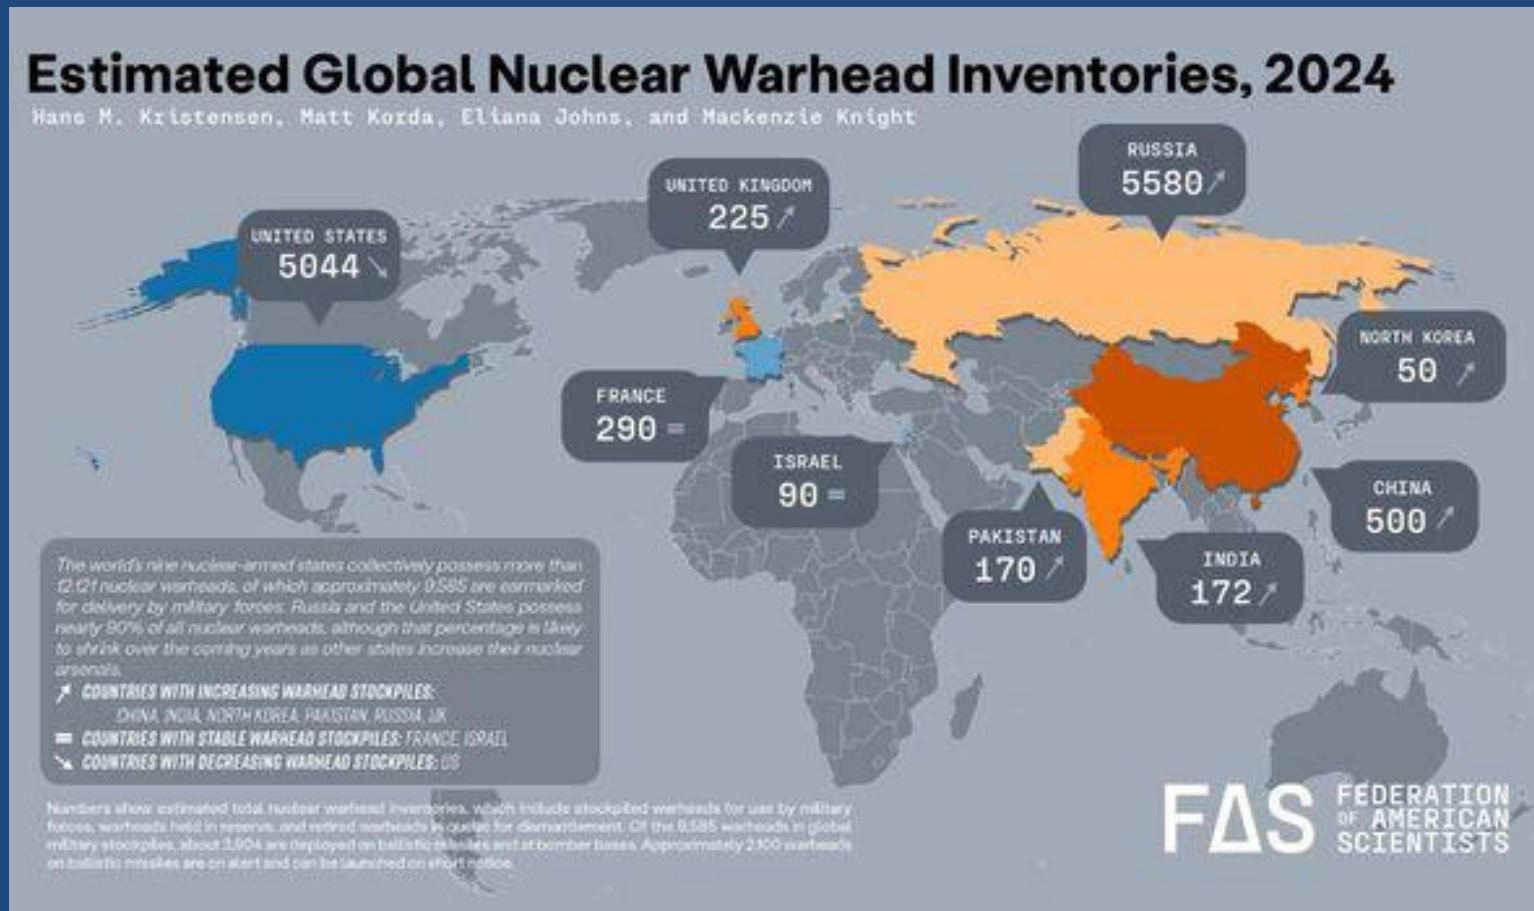 Estimated Global Nuclear Warhead Inventories, 2024
Hans M. Kristensen, Matt Korda, Eliana Johns, and Mackenzie Knight
RUSSIA
5580↗
UNITED KINGDOM
225↗
UNITED STATES
5044↘
NORTH KOREA
50 ↗
FRANCE
290 =
ISRAEL
90 =
CHINA
500 ↗
PAKISTAN
170 ↗
INDIA
172 ↗
The world's nine nuclear-armed states collectively possess more than
12,121 nuclear warheads, of which approximately 9,585 are earmarked
for delivery by military forces. Russia and the United States possess
nearly 90% of all nuclear warheads, although that percentage is likely
to shrink over the coming years as other states increase their nuclear
arsenals.
↗ COUNTRIES WITH INCREASING WARHEAD STOCKPILES:
CHINA, INDIA, NORTH KOREA, PAKISTAN, RUSSIA, UK
= COUNTRIES WITH STABLE WARHEAD STOCKPILES: FRANCE, ISRAEL
↘ COUNTRIES WITH DECREASING WARHEAD STOCKPILES: US
Numbers show estimated total nuclear warhead inventories, which include stockpiled warheads for use by military
forces, warheads held in reserve, and retired warheads in queue for dismantlement. Of the 9,585 warheads in global
military stockpiles, about 3,904 are deployed on ballistic missiles and at bomber bases. Approximately 2,100 warheads
on ballistic missiles are on alert and can be launched on short notice.
FAS
FEDERATION
OF AMERICAN
SCIENTISTS